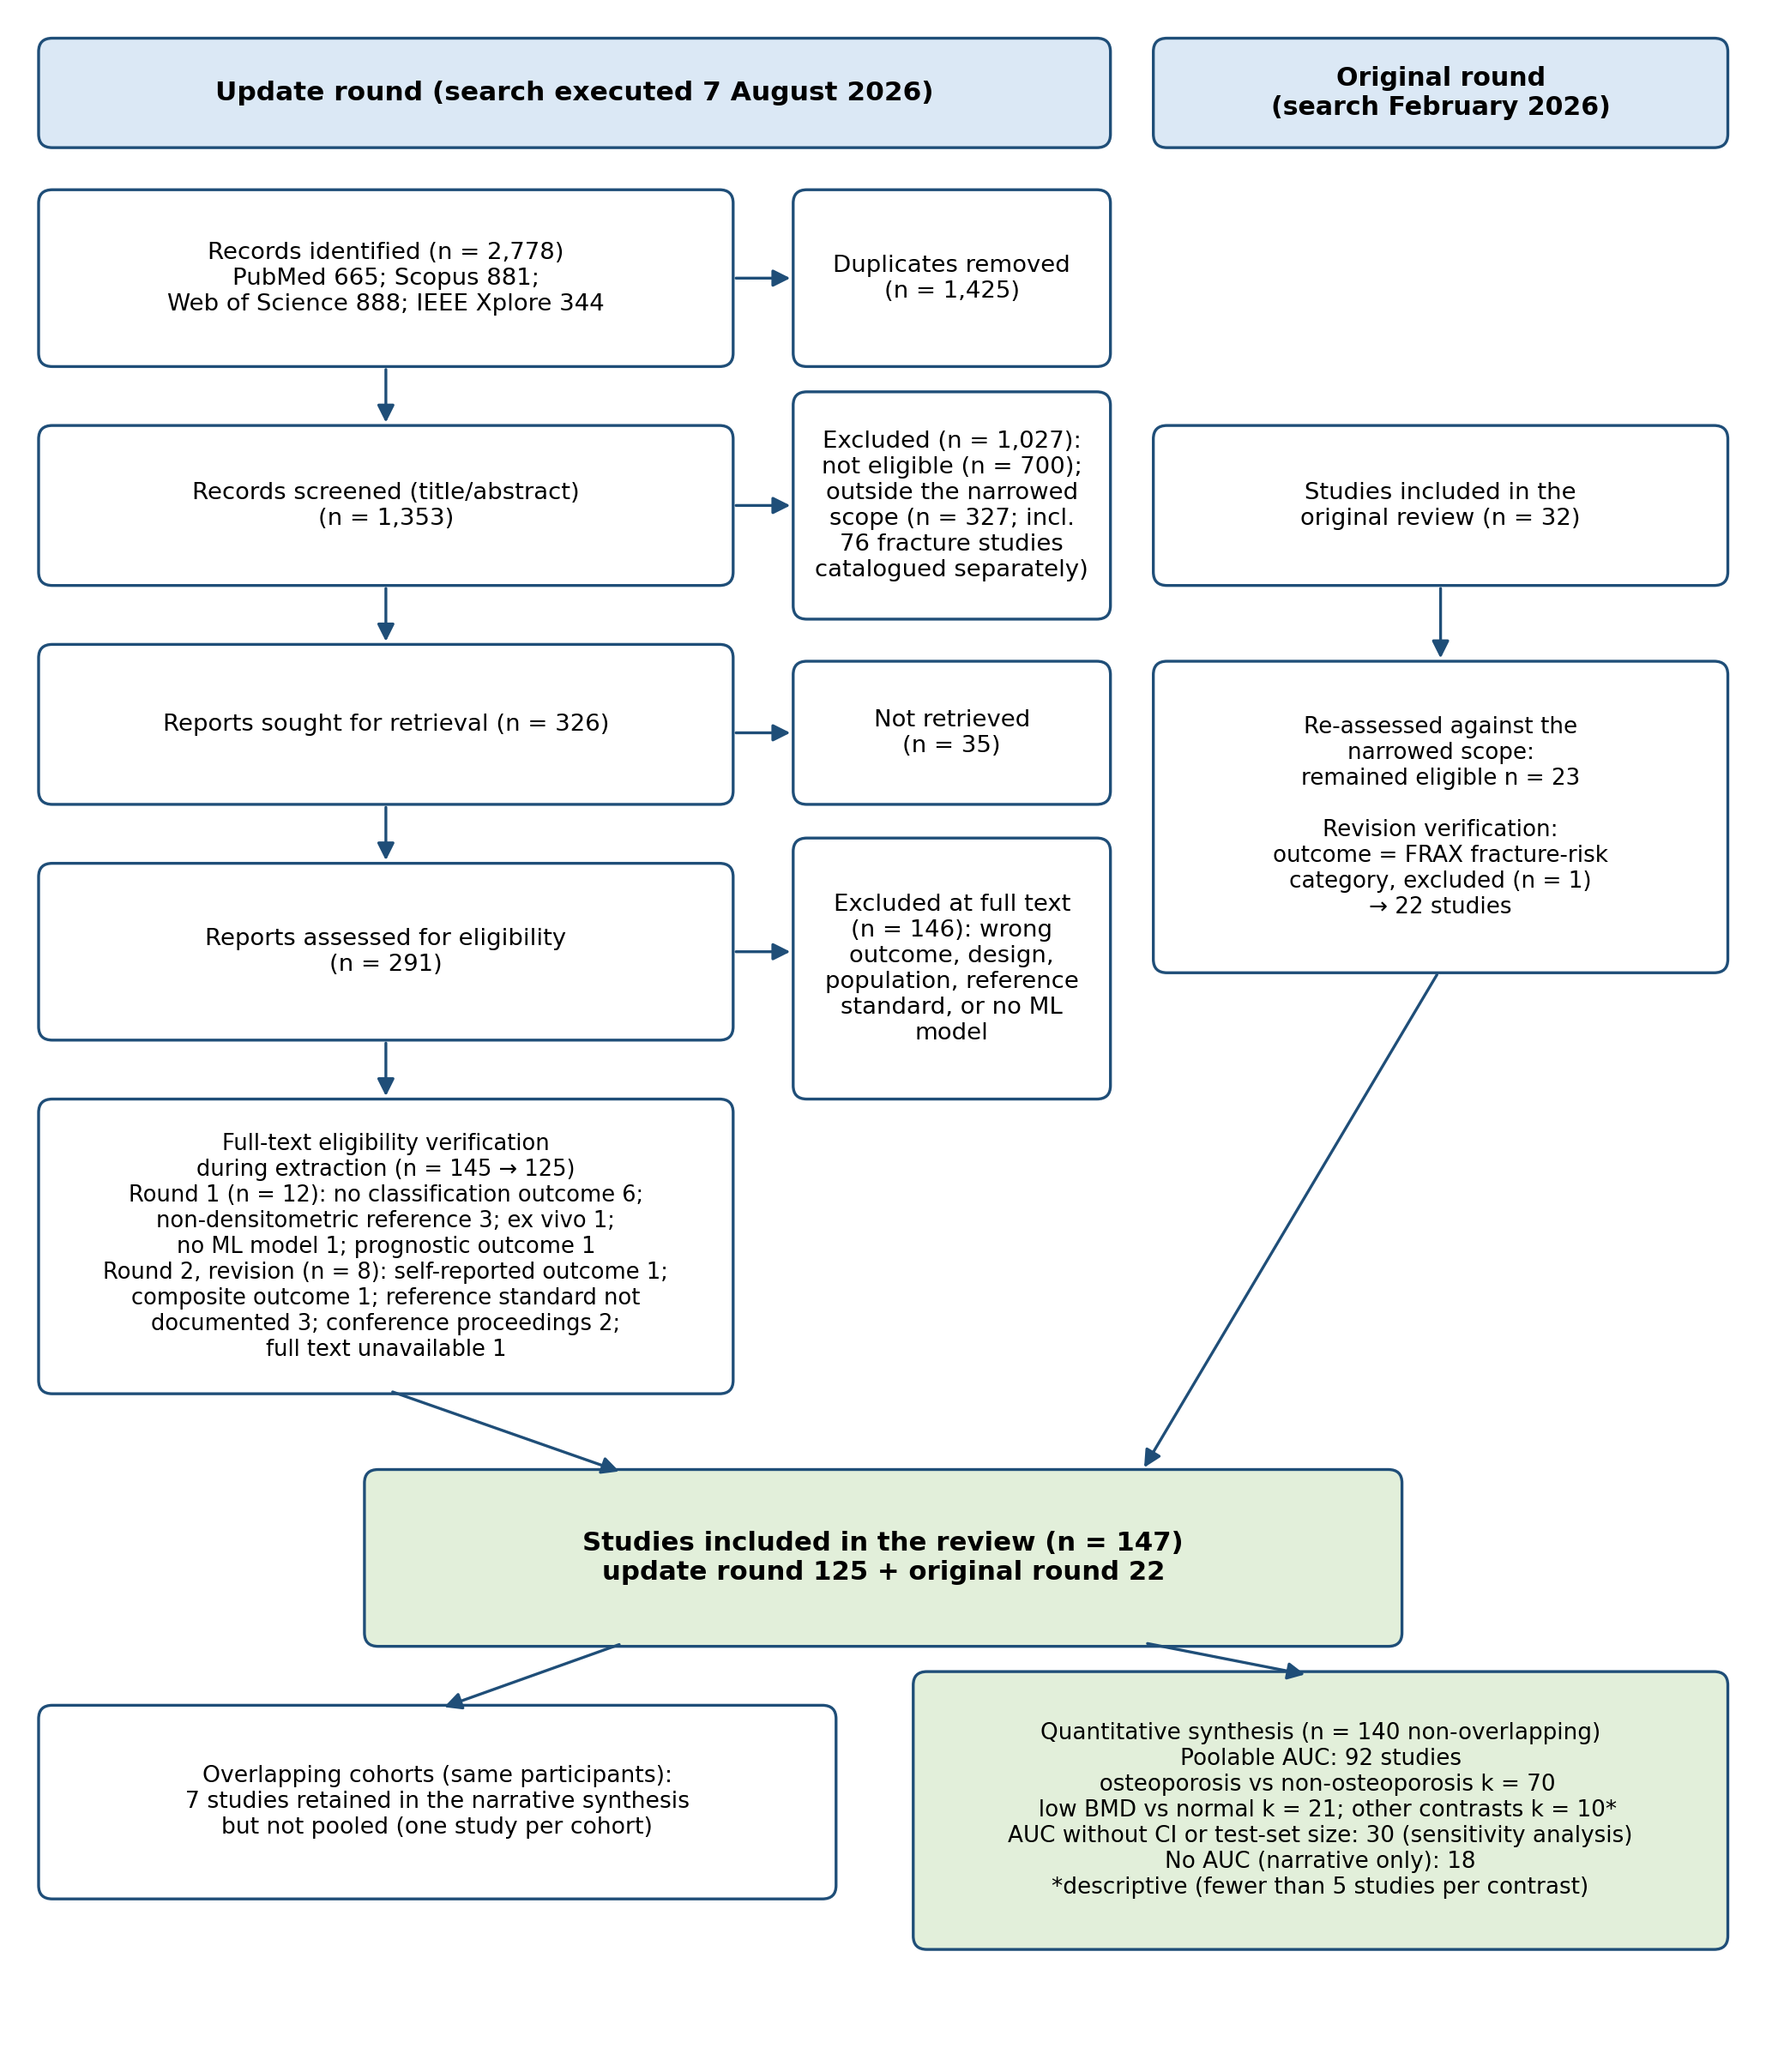 Update round (search executed 7 August 2026)
Original round
(search February 2026)
Records identified (n = 2,778)
PubMed 665; Scopus 881;
Web of Science 888; IEEE Xplore 344
Duplicates removed
(n = 1,425)
Records screened (title/abstract)
(n = 1,353)
Excluded (n = 1,027):
not eligible (n = 700);
outside the narrowed
scope (n = 327; incl.
76 fracture studies
catalogued separately)
Studies included in the
original review (n = 32)
Reports sought for retrieval (n = 326)
Not retrieved
(n = 35)
Re-assessed against the
narrowed scope:
remained eligible n = 23
Revision verification:
outcome = FRAX fracture-risk
category, excluded (n = 1)
→ 22 studies
Reports assessed for eligibility
(n = 291)
Excluded at full text
(n = 146): wrong
outcome, design,
population, reference
standard, or no ML
model
Full-text eligibility verification
during extraction (n = 145 → 125)
Round 1 (n = 12): no classification outcome 6;
non-densitometric reference 3; ex vivo 1;
no ML model 1; prognostic outcome 1
Round 2, revision (n = 8): self-reported outcome 1;
composite outcome 1; reference standard not
documented 3; conference proceedings 2;
full text unavailable 1
Studies included in the review (n = 147)
update round 125 + original round 22
Overlapping cohorts (same participants):
7 studies retained in the narrative synthesis
but not pooled (one study per cohort)
Quantitative synthesis (n = 140 non-overlapping)
Poolable AUC: 92 studies
osteoporosis vs non-osteoporosis k = 70
low BMD vs normal k = 21; other contrasts k = 10*
AUC without CI or test-set size: 30 (sensitivity analysis)
No AUC (narrative only): 18
*descriptive (fewer than 5 studies per contrast)